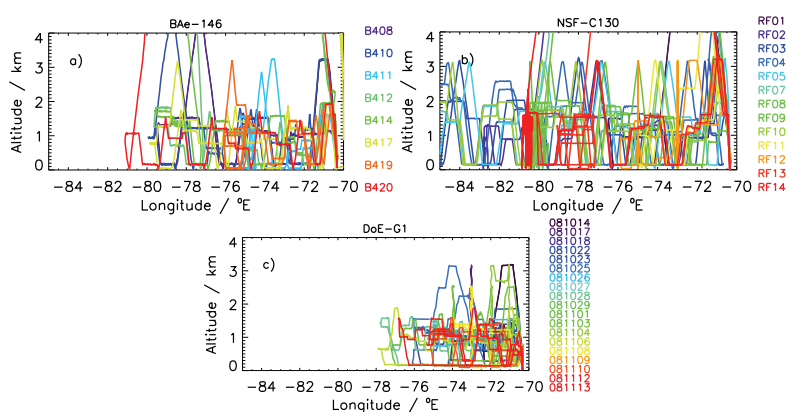 BAe-146
NSF-C130
a)
b)
Altitude / km
4
3
2
1
0
−84 −82 −80 −78 −76 −74 −72 −70
Longitude / °E
B408
B410
B411
B412
B414
B417
B419
B420
Altitude / km
4
3
2
1
0
−84 −82 −80 −78 −76 −74 −72 −70
Longitude / °E
RF01
RF02
RF03
RF04
RF05
RF07
RF08
RF09
RF10
RF11
RF12
RF13
RF14
DoE-G1
c)
Altitude / km
4
3
2
1
0
−84 −82 −80 −78 −76 −74 −72 −70
Longitude / °E
081014
081017
081018
081022
081023
081025
081026
081027
081028
081029
081101
081103
081104
081106
081108
081109
081110
081112
081113